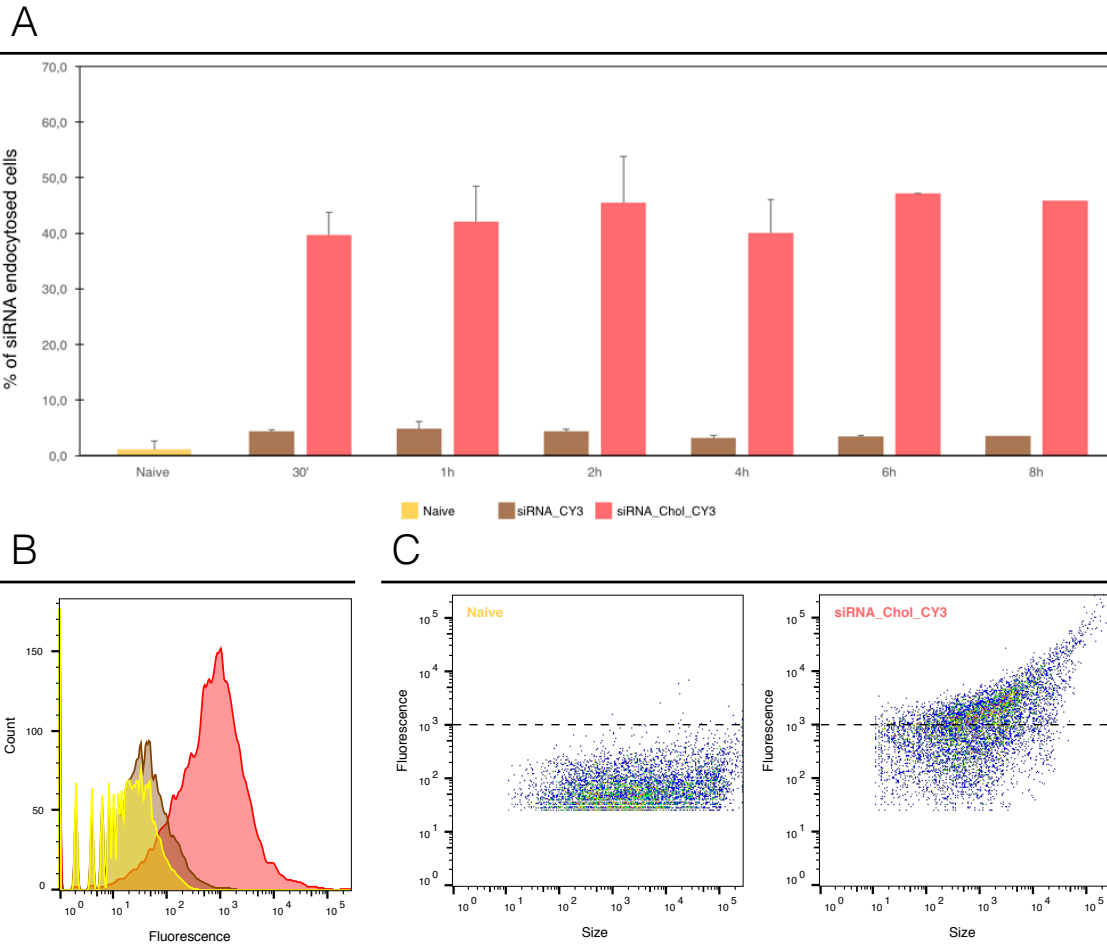 A
% of siRNA endocytosed cells
70,0
60,0
50,0
40,0
30,0
20,0
10,0
0,0
Naive 30' 1h 2h 4h 6h 8h
Naive siRNA_CY3 siRNA_Chol_CY3
B
Count
150
100
50
0
10 0 10 1 10 2 10 3 10 4 10 5
Fluorescence
C
Naive
Fluorescence
10 5
10 4
10 3
10 2
10 1
10 0
10 0 10 1 10 2 10 3 10 4 10 5
Size
siRNA_Chol_CY3
Fluorescence
10 5
10 4
10 3
10 2
10 1
10 0
10 0 10 1 10 2 10 3 10 4 10 5
Size